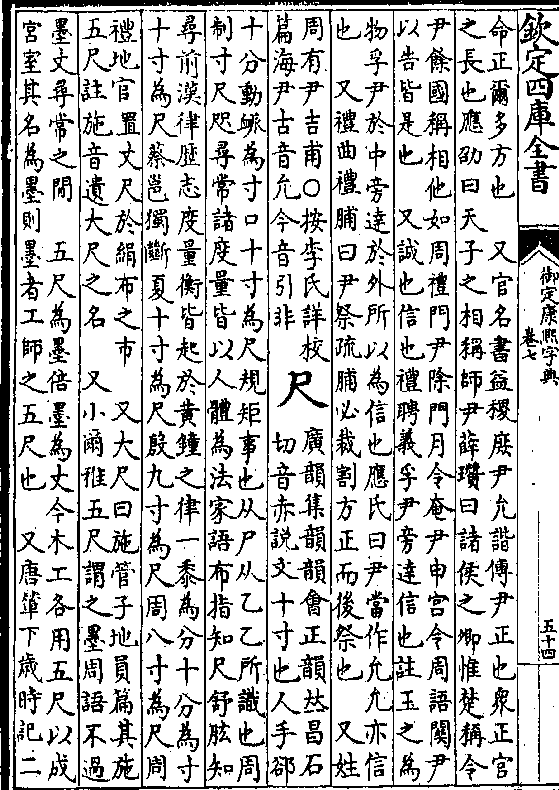 欽定四庫全書
御定康熙字典
卷七
五十四
命正爾多方也 又官名書益稷庶尹允諧傳尹正也衆正官
之長也應劭曰天子之相稱師尹薛瓚曰諸侯之卿惟楚稱令
尹餘國稱相他如周禮門尹除門月令奄尹申宮令周語關尹
以告皆是也 又誠也信也禮聘義孚尹旁達信也註玉之為
物孚尹於中旁達於外所以為信也應氏曰尹當作允允亦信
也 又禮曲禮脯曰尹祭疏脯必裁割方正而後祭也 又姓
周有尹吉甫○按李氏詳校
篇海尹古音允今音引非
尺
廣韻集韻韻會正韻𠀤昌石
切音赤說文十寸也人手卻
十分動脈為寸口十寸為尺規矩事也从尸从乙乙所識也周
制寸尺咫尋常諸度量皆以人體為法家語布指知尺舒肱知
尋前漢律歷志度量衡皆起於黃鐘之律一黍為分十分為寸
十寸為尺蔡邕獨斷夏十寸為尺殷九寸為尺周八寸為尺周
禮地官置丈尺於絹布之市 又大尺曰施管子地員篇其施
五尺註施音遺大尺之名 又小爾雅五尺謂之墨周語不過
墨丈尋常之間 五尺為墨倍墨為丈今木工各用五尺以成
宮室其名為墨則墨者工師之五尺也 又唐輦下歲時記二